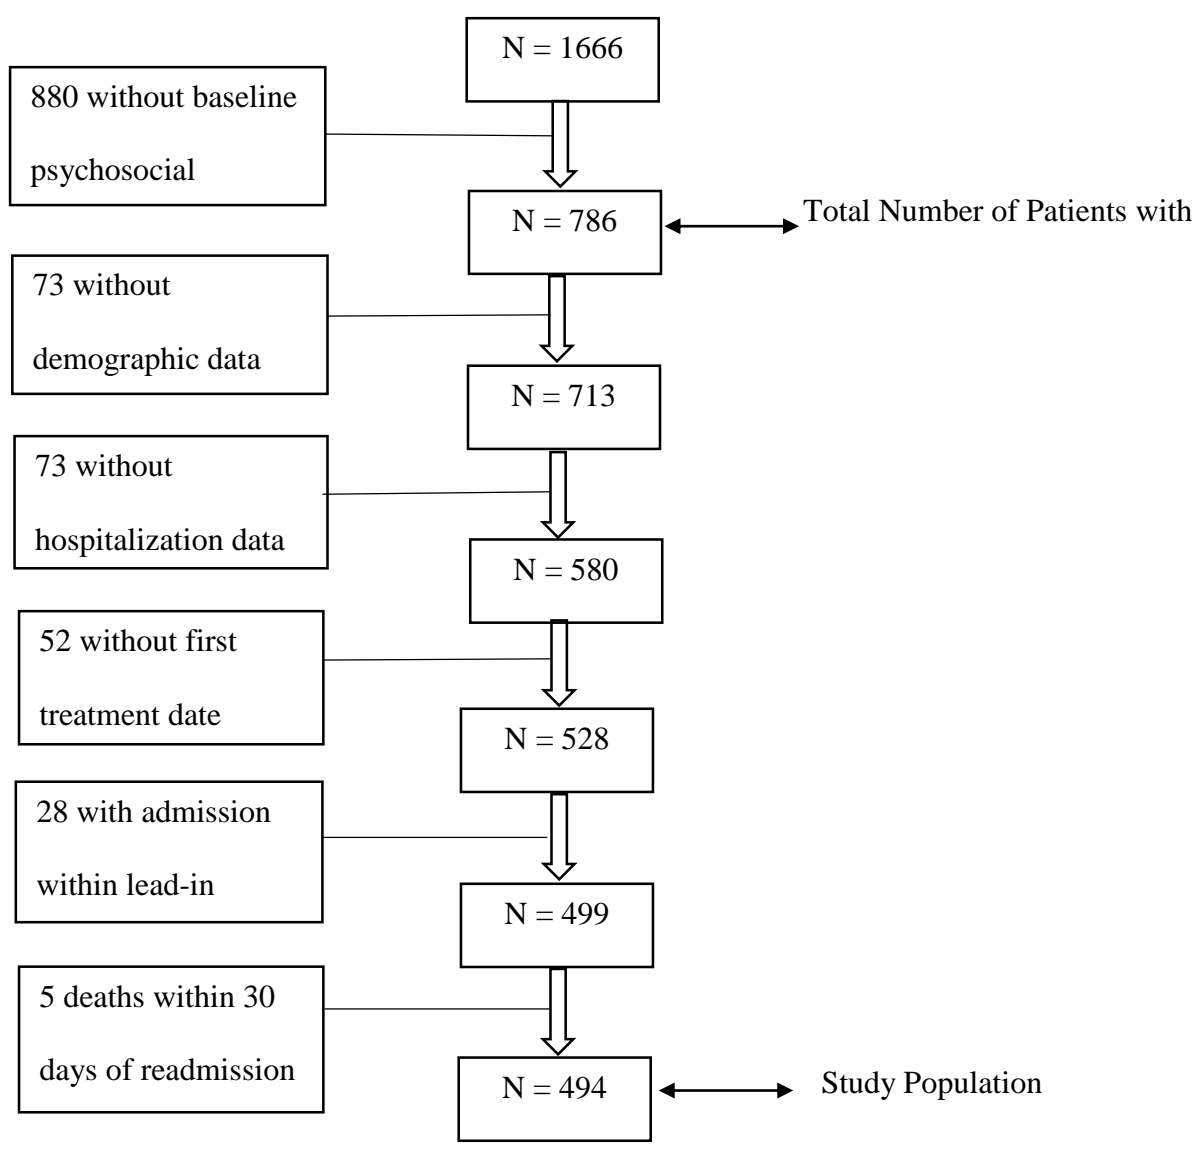 N = 1666
880 without baseline
psychosocial
N = 786
Total Number of Patients with
73 without
demographic data
N = 713
73 without
hospitalization data
N = 580
52 without first
treatment date
N = 528
28 with admission
within lead-in
N = 499
5 deaths within 30
days of readmission
N = 494
Study Population